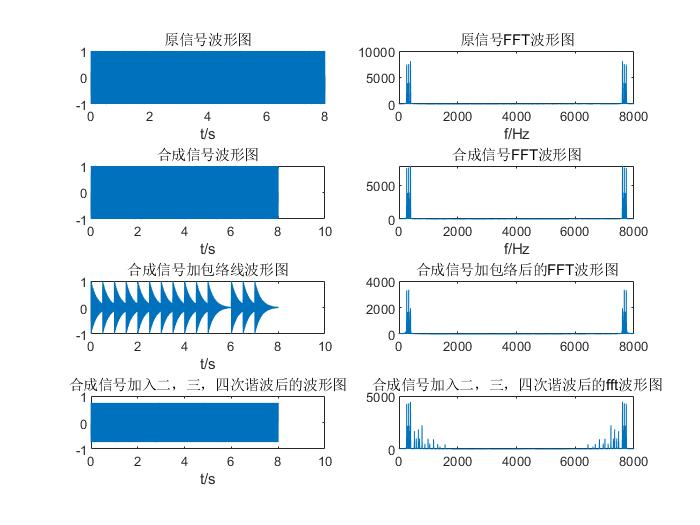 原信号波形图
1
0
-1
0 2 4 6 8
t/s
原信号FFT波形图
10000
5000
0
0 2000 4000 6000 8000
f/Hz
合成信号波形图
1
0
-1
0 2 4 6 8 10
t/s
合成信号FFT波形图
5000
0
0 2000 4000 6000 8000
f/Hz
合成信号加包络线波形图
1
0
-1
0 2 4 6 8 10
t/s
合成信号加包络后的FFT波形图
4000
2000
0
0 2000 4000 6000 8000
合成信号加入二，三，四次谐波后的波形图
1
0
-1
0 2 4 6 8 10
t/s
合成信号加入二，三，四次谐波后的fft波形图
5000
0
0 2000 4000 6000 8000